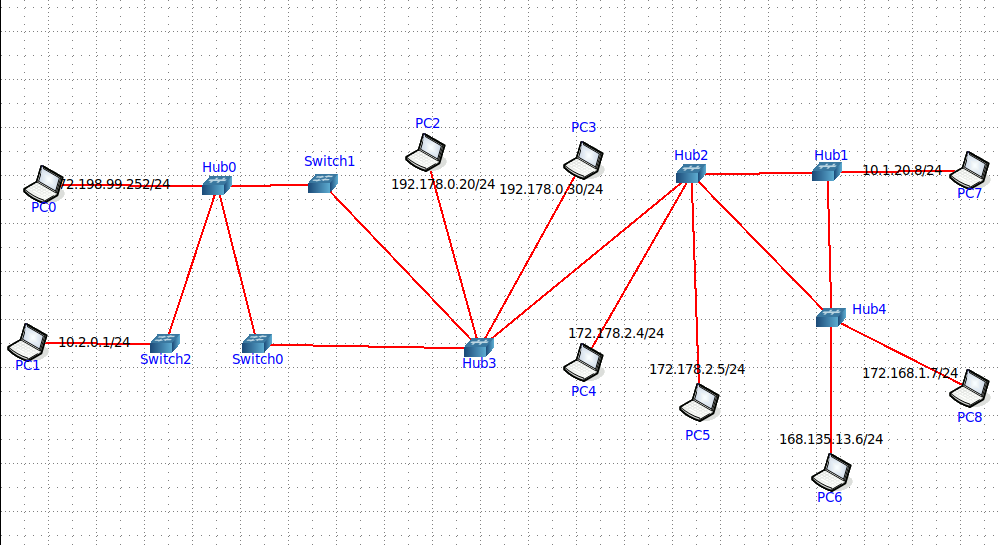 PC2
PC3
Hub2
Hub1
Switch1
Hub0
10.1.20.8/24
2.198.99.252/24
192.178.0.20/24
192.178.0.30/24
PC7
PC0
Hub4
172.178.2.4/24
10.2.0.1/24
Switch2
Switch0
Hub3
PC1
172.178.2.5/24
172.168.1.7/24
PC4
PC8
PC5
168.135.13.6/24
PC6